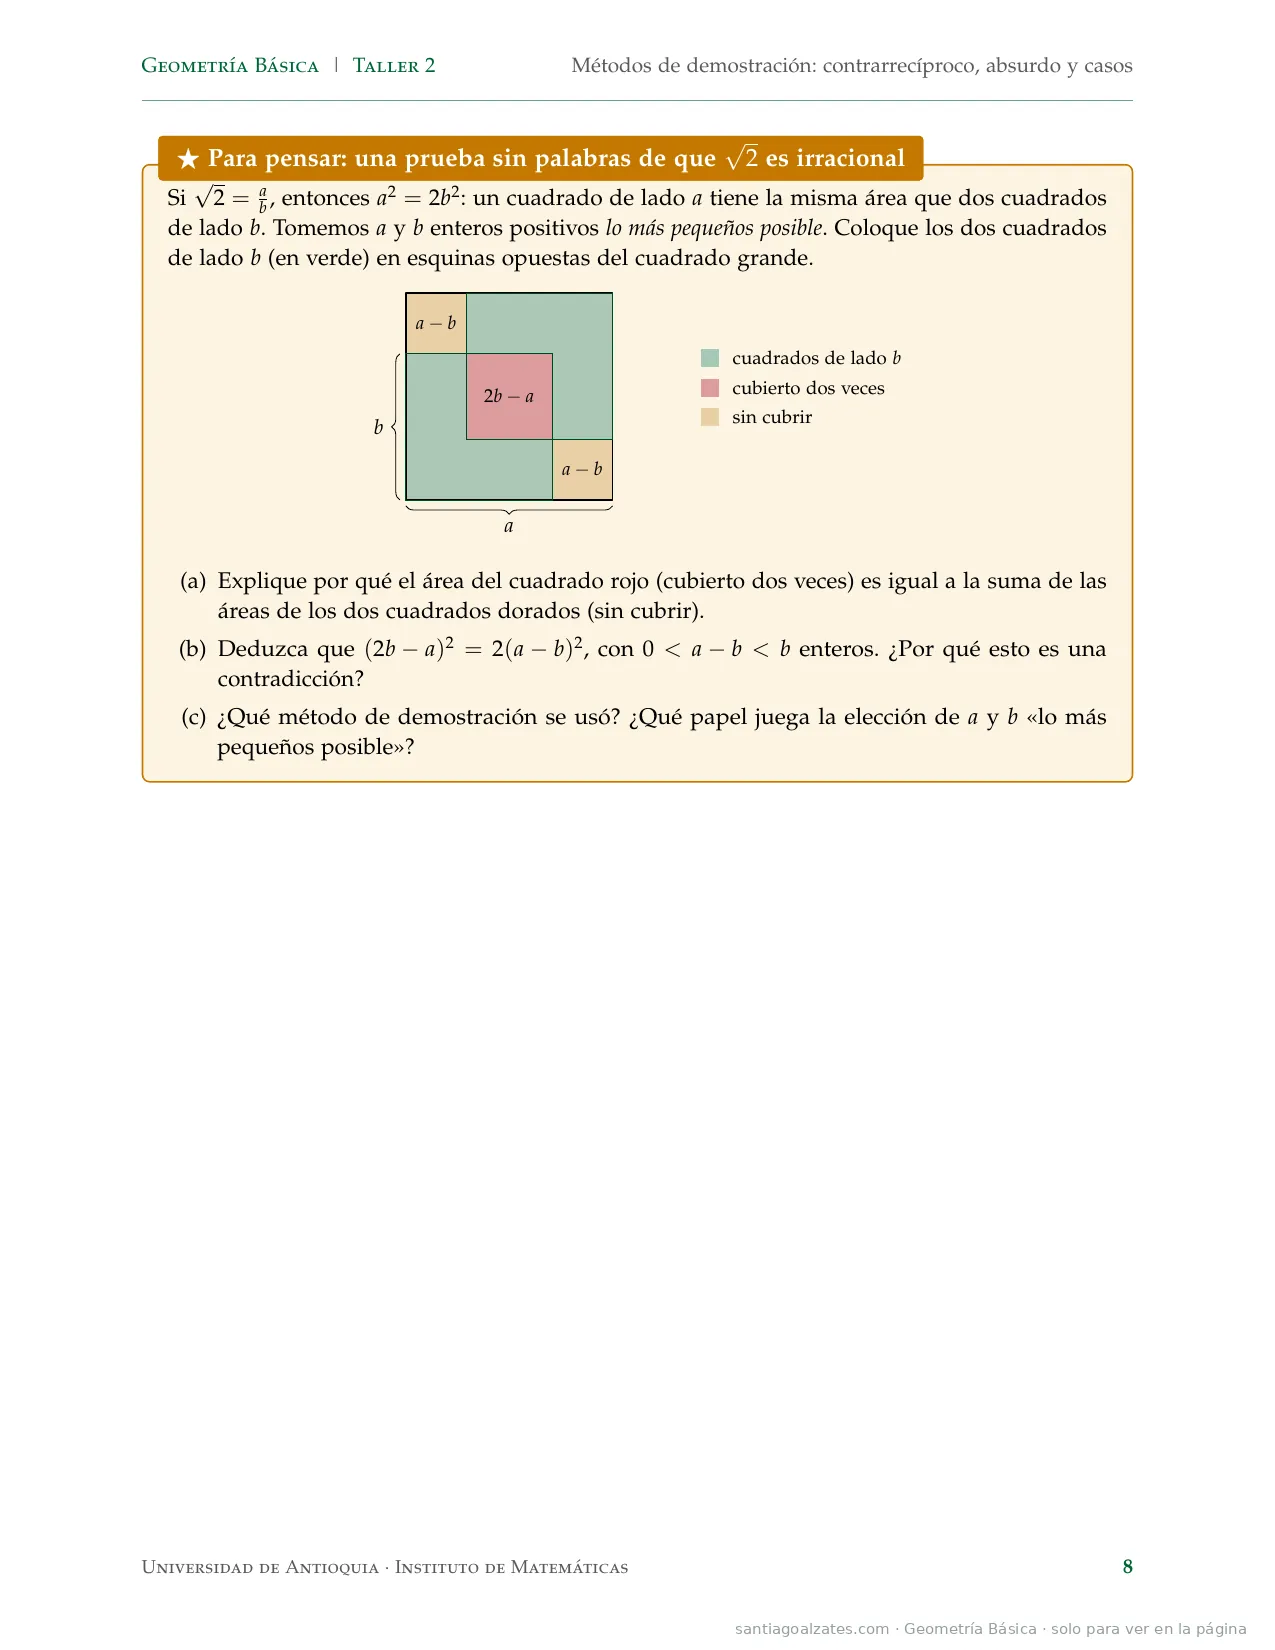 Geometría Básica | Taller 2 Métodos de demostración: contrarrecíproco, absurdo y casos
★ Para pensar: una prueba sin palabras de que √2 es irracional
Si √2 = a/b, entonces a² = 2b²: un cuadrado de lado a tiene la misma área que dos cuadrados
de lado b. Tomemos a y b enteros positivos lo más pequeños posible. Coloque los dos cuadrados
de lado b (en verde) en esquinas opuestas del cuadrado grande.
a − b
2b − a
a − b
b
a
cuadrados de lado b
cubierto dos veces
sin cubrir
(a) Explique por qué el área del cuadrado rojo (cubierto dos veces) es igual a la suma de las
áreas de los dos cuadrados dorados (sin cubrir).
(b) Deduzca que (2b − a)² = 2(a − b)², con 0 < a − b < b enteros. ¿Por qué esto es una
contradicción?
(c) ¿Qué método de demostración se usó? ¿Qué papel juega la elección de a y b «lo más
pequeños posible»?
Universidad de Antioquia · Instituto de Matemáticas 8
santiagoalzates.com · Geometría Básica · solo para ver en la página